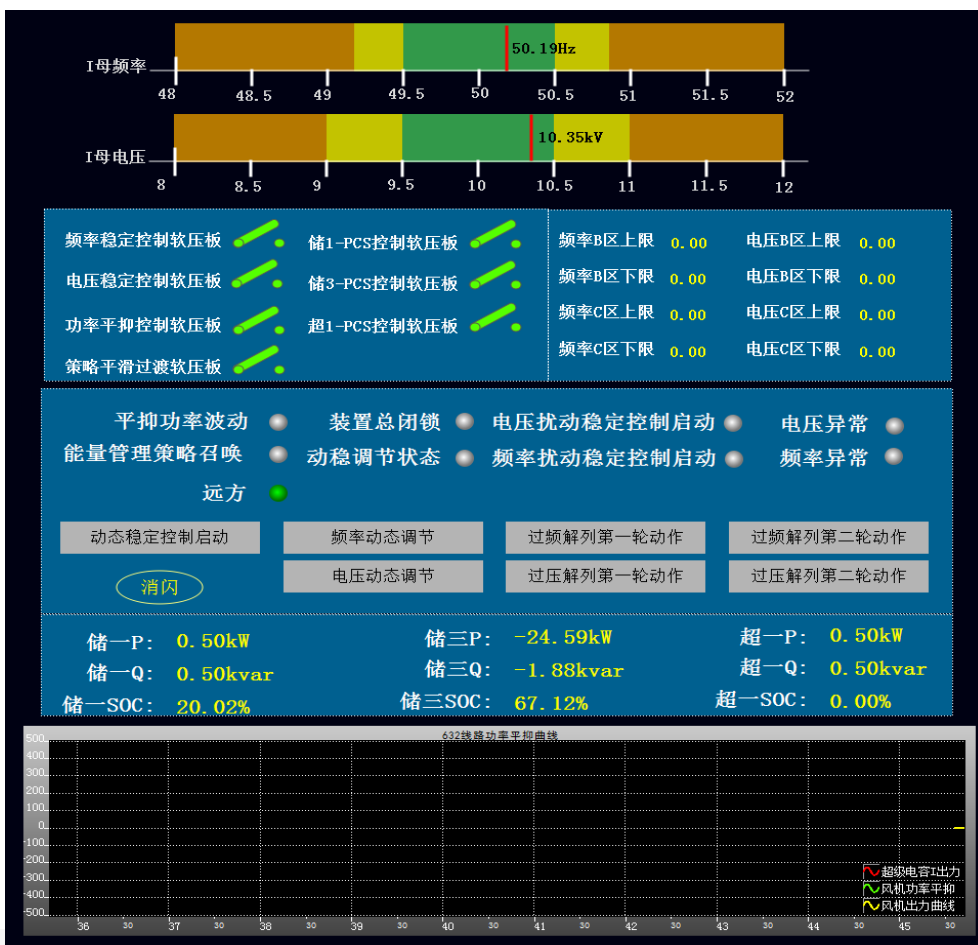 50.19Hz
I母频率
48 48.5 49 49.5 50 50.5 51 51.5 52
10.35kV
I母电压
8 8.5 9 9.5 10 10.5 11 11.5 12
频率稳定控制软压板 储1-PCS控制软压板 频率B区上限 0.00 电压B区上限 0.00
电压稳定控制软压板 储3-PCS控制软压板 频率B区下限 0.00 电压B区下限 0.00
功率平抑控制软压板 超1-PCS控制软压板 频率C区上限 0.00 电压C区上限 0.00
策略平滑过渡软压板 频率C区下限 0.00 电压C区下限 0.00
平抑功率波动 装置总闭锁 电压扰动稳定控制启动 电压异常
能量管理策略召唤 动稳调节状态 频率扰动稳定控制启动 频率异常
远方
动态稳定控制启动 频率动态调节 过频解列第一轮动作 过频解列第二轮动作
消闪 电压动态调节 过压解列第一轮动作 过压解列第二轮动作
储一P: 0.50kW 储三P: -24.59kW 超一P: 0.50kW
储一Q: 0.50kvar 储三Q: -1.88kvar 超一Q: 0.50kvar
储一SOC: 20.02% 储三SOC: 67.12% 超一SOC: 0.00%
632线路功率平抑曲线
500
400
300
200
100
0
-100
-200
-300
-400
-500
超级电容I出力
风机功率平抑
风机出力曲线
36 30 37 30 38 30 39 30 40 30 41 30 42 30 43 30 44 30 45 30